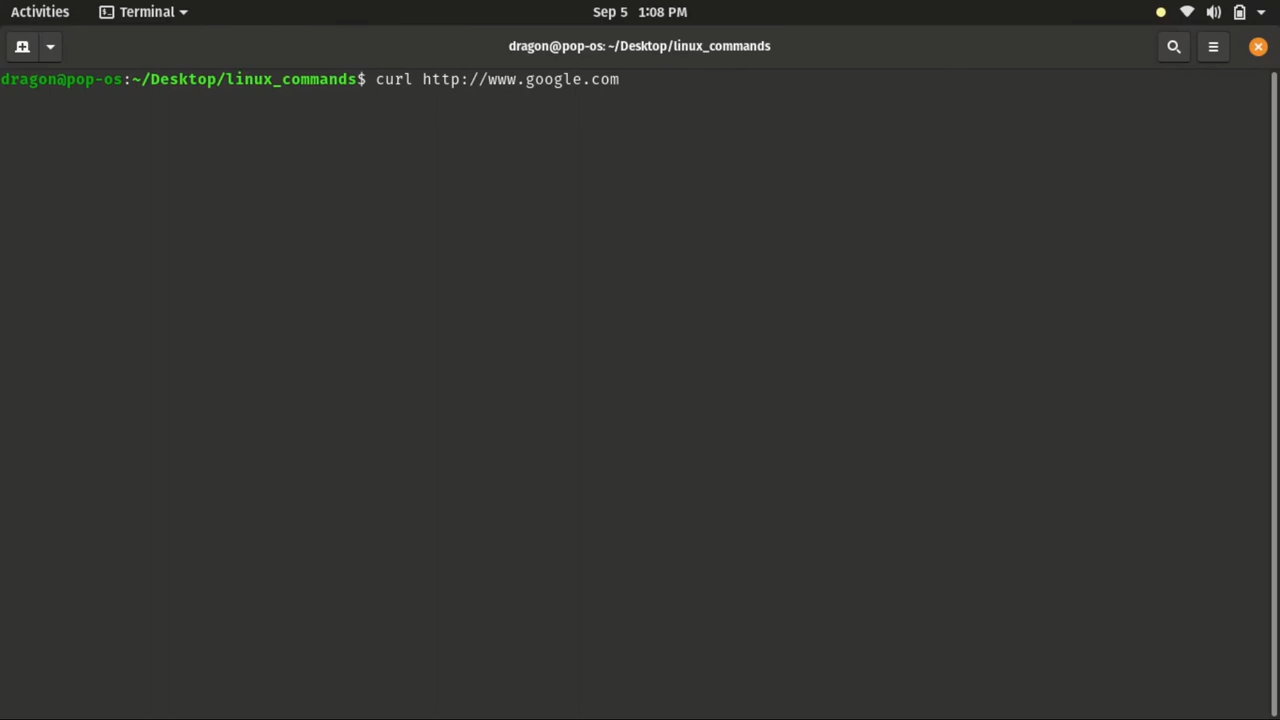 Activities Terminal Sep 5 1:08 PM
dragon@pop-os: ~/Desktop/linux_commands
dragon@pop-os:~/Desktop/linux_commands$ curl http://www.google.com